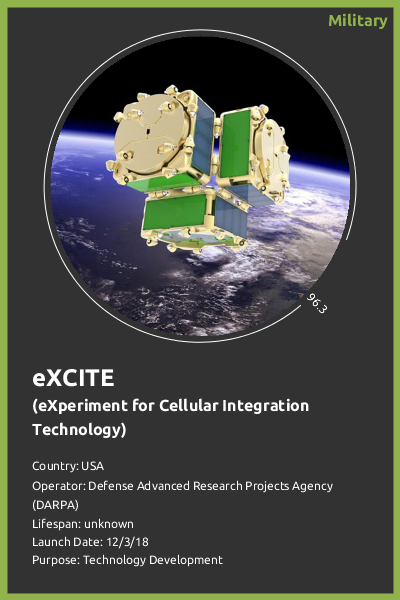 Military
96.3
eXCITE
(eXperiment for Cellular Integration
Technology)
Country: USA
Operator: Defense Advanced Research Projects Agency
(DARPA)
Lifespan: unknown
Launch Date: 12/3/18
Purpose: Technology Development